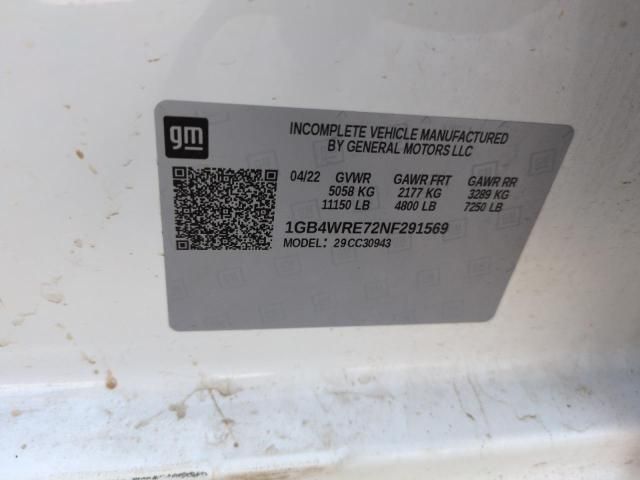 gm
INCOMPLETE VEHICLE MANUFACTURED
BY GENERAL MOTORS LLC
04/22 GVWR GAWR FRT GAWR RR
5058 KG 2177 KG 3289 KG
11150 LB 4800 LB 7250 LB
1GB4WRE72NF291569
MODEL: 29CC30943